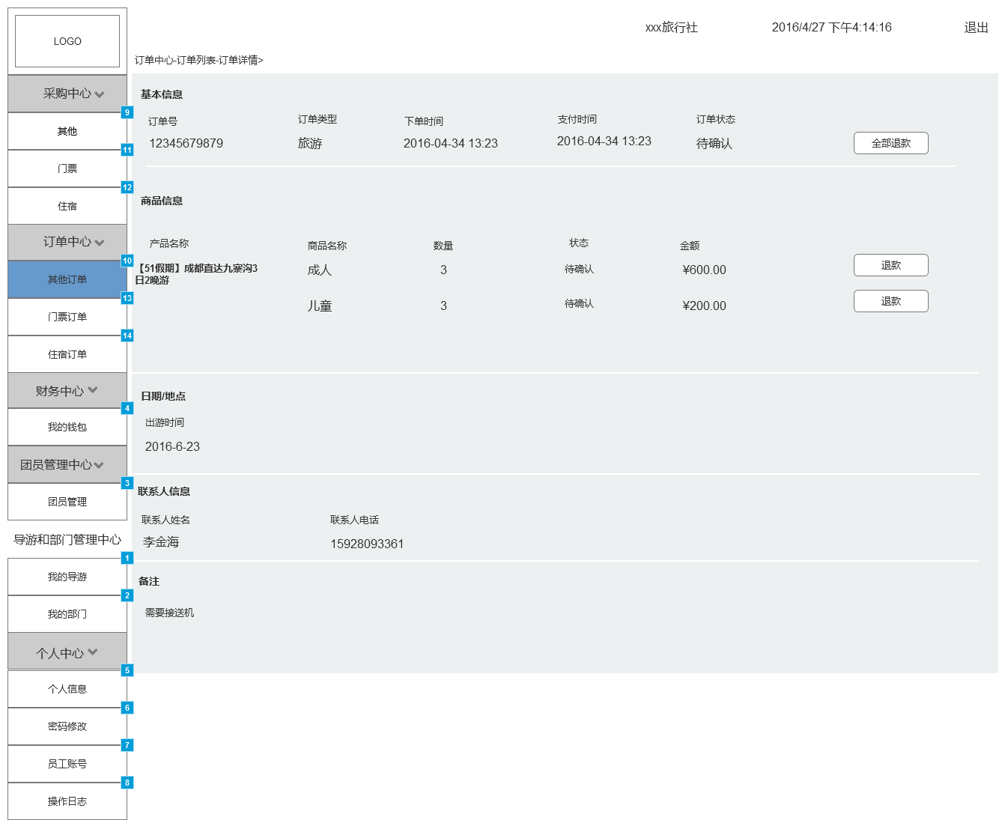 LOGO
xxx旅行社
2016/4/27 下午4:14:16
退出
订单中心-订单列表-订单详情>
采购中心
9
其他
11
门票
12
住宿
订单中心
10
其他订单
13
门票订单
14
住宿订单
财务中心
4
我的钱包
团员管理中心
3
团员管理
导游和部门管理中心
1
我的导游
2
我的部门
个人中心
5
个人信息
6
密码修改
7
员工账号
8
操作日志
基本信息
订单号
订单类型
下单时间
支付时间
订单状态
12345679879
旅游
2016-04-34 13:23
2016-04-34 13:23
待确认
全部退款
商品信息
产品名称
商品名称
数量
状态
金额
【51假期】成都直达九寨沟3
日2晚游
成人
3
待确认
¥600.00
退款
儿童
3
待确认
¥200.00
退款
日期/地点
出游时间
2016-6-23
联系人信息
联系人姓名
联系人电话
李金海
15928093361
备注
需要接送机